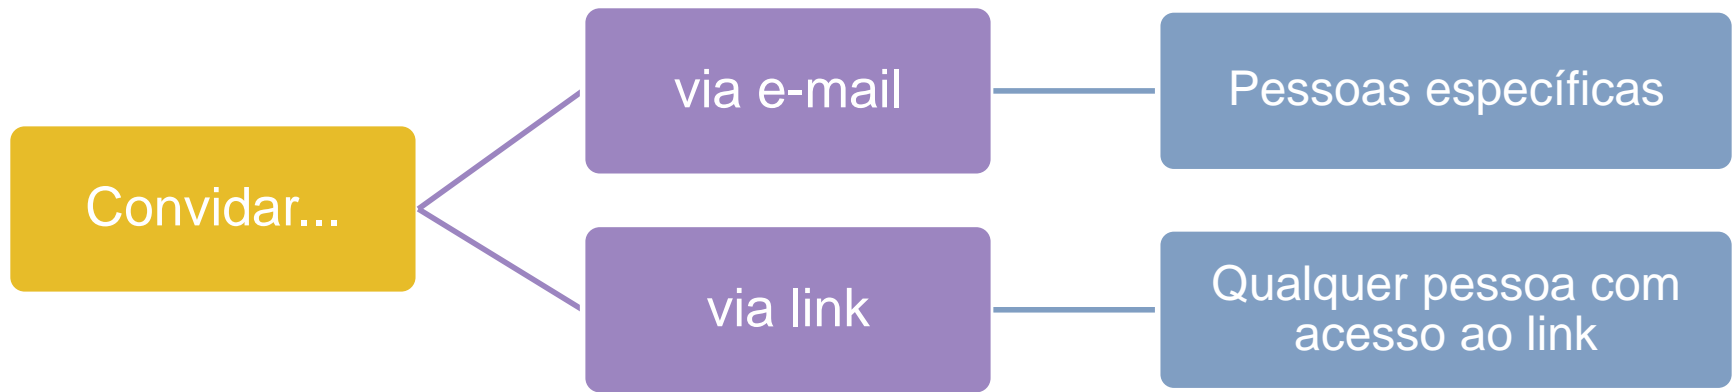 Convidar...
via e-mail
Pessoas específicas
via link
Qualquer pessoa com
acesso ao link